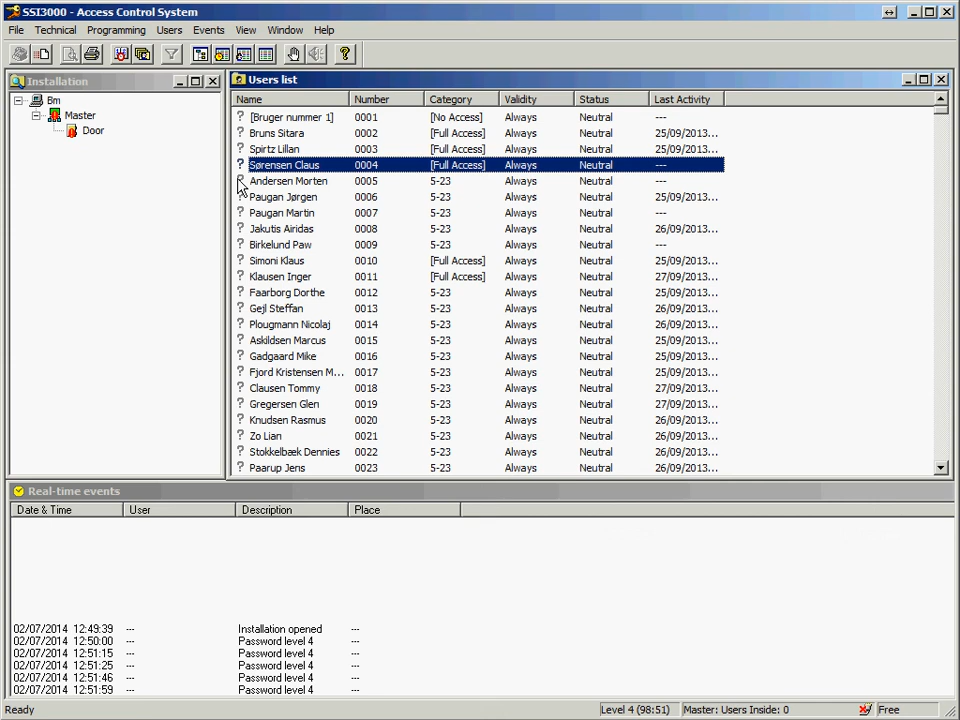 SSI3000 - Access Control System
File Technical Programming Users Events View Window Help
Installation
Bm
Master
Door
Users list
Name Number Category Validity Status Last Activity
? [Bruger nummer 1] 0001 [No Access] Always Neutral ---
? Bruns Sitara 0002 [Full Access] Always Neutral 25/09/2013...
? Spirtz Lillan 0003 [Full Access] Always Neutral 25/09/2013...
? Sørensen Claus 0004 [Full Access] Always Neutral ---
? Andersen Morten 0005 5-23 Always Neutral ---
? Paugan Jørgen 0006 5-23 Always Neutral 25/09/2013...
? Paugan Martin 0007 5-23 Always Neutral ---
? Jakutis Airidas 0008 5-23 Always Neutral 26/09/2013...
? Birkelund Paw 0009 5-23 Always Neutral ---
? Simoni Klaus 0010 [Full Access] Always Neutral 25/09/2013...
? Klausen Inger 0011 [Full Access] Always Neutral 27/09/2013...
? Faarborg Dorthe 0012 5-23 Always Neutral 25/09/2013...
? Gejl Steffan 0013 5-23 Always Neutral 26/09/2013...
? Plougmann Nicolaj 0014 5-23 Always Neutral 26/09/2013...
? Askildsen Marcus 0015 5-23 Always Neutral 25/09/2013...
? Gadgaard Mike 0016 5-23 Always Neutral 25/09/2013...
? Fjord Kristensen M... 0017 5-23 Always Neutral 26/09/2013...
? Clausen Tommy 0018 5-23 Always Neutral 27/09/2013...
? Gregersen Glen 0019 5-23 Always Neutral 27/09/2013...
? Knudsen Rasmus 0020 5-23 Always Neutral 26/09/2013...
? Zo Lian 0021 5-23 Always Neutral 26/09/2013...
? Stokkelbæk Dennies 0022 5-23 Always Neutral 26/09/2013...
? Paarup Jens 0023 5-23 Always Neutral 26/09/2013...
Real-time events
Date & Time User Description Place
02/07/2014 12:49:39 --- Installation opened ---
02/07/2014 12:50:00 --- Password level 4 ---
02/07/2014 12:51:15 --- Password level 4 ---
02/07/2014 12:51:25 --- Password level 4 ---
02/07/2014 12:51:46 --- Password level 4 ---
02/07/2014 12:51:59 --- Password level 4 ---
Ready Level 4 (98:51) Master: Users Inside: 0 Free